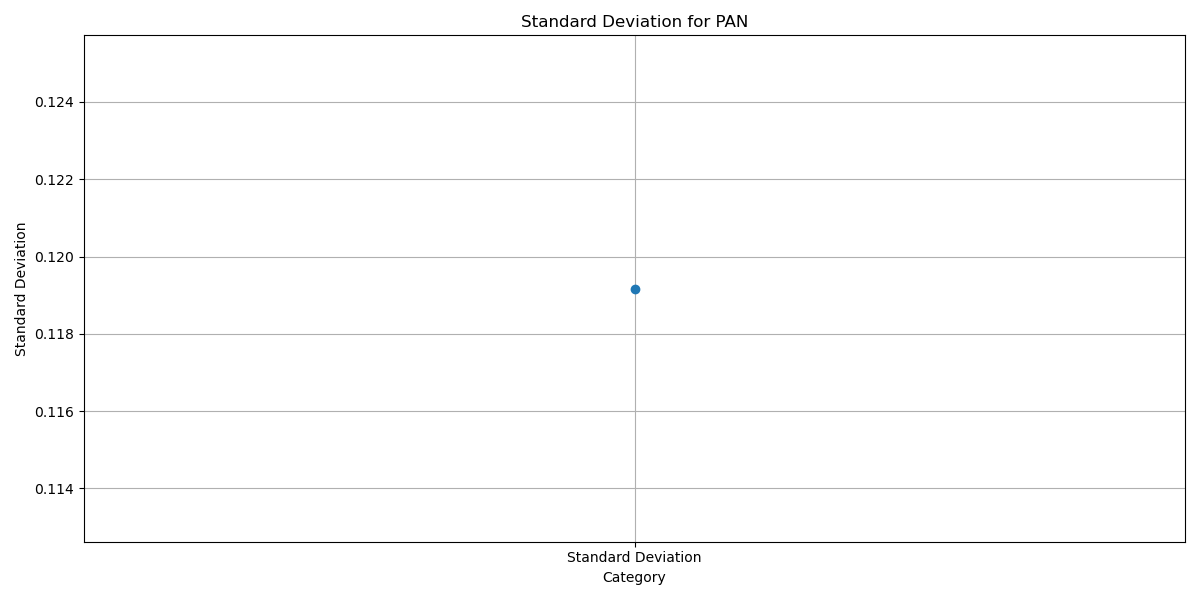 Standard Deviation for PAN
0.124
0.122
0.120
0.118
0.116
0.114
Standard Deviation
Standard Deviation
Category